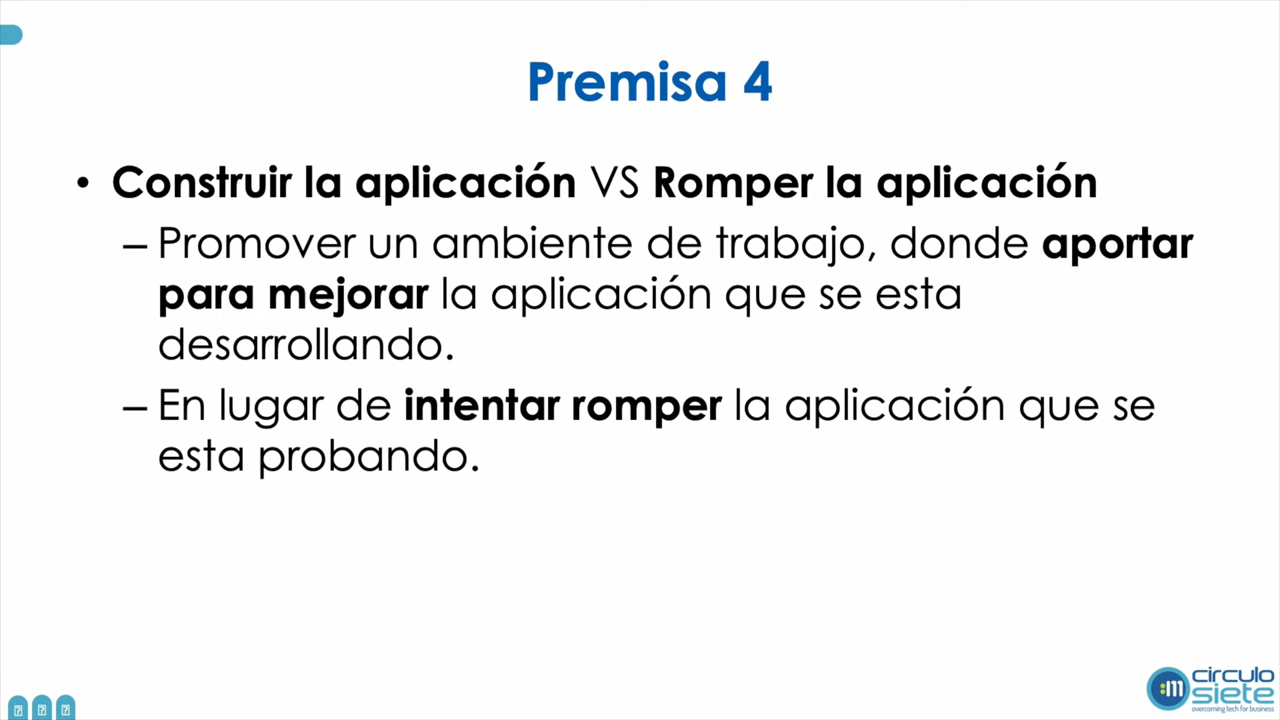 Premisa 4
• Construir la aplicación VS Romper la aplicación
– Promover un ambiente de trabajo, donde aportar
para mejorar la aplicación que se esta
desarrollando.
– En lugar de intentar romper la aplicación que se
esta probando.
:m circulo
siete
overcoming tech for business